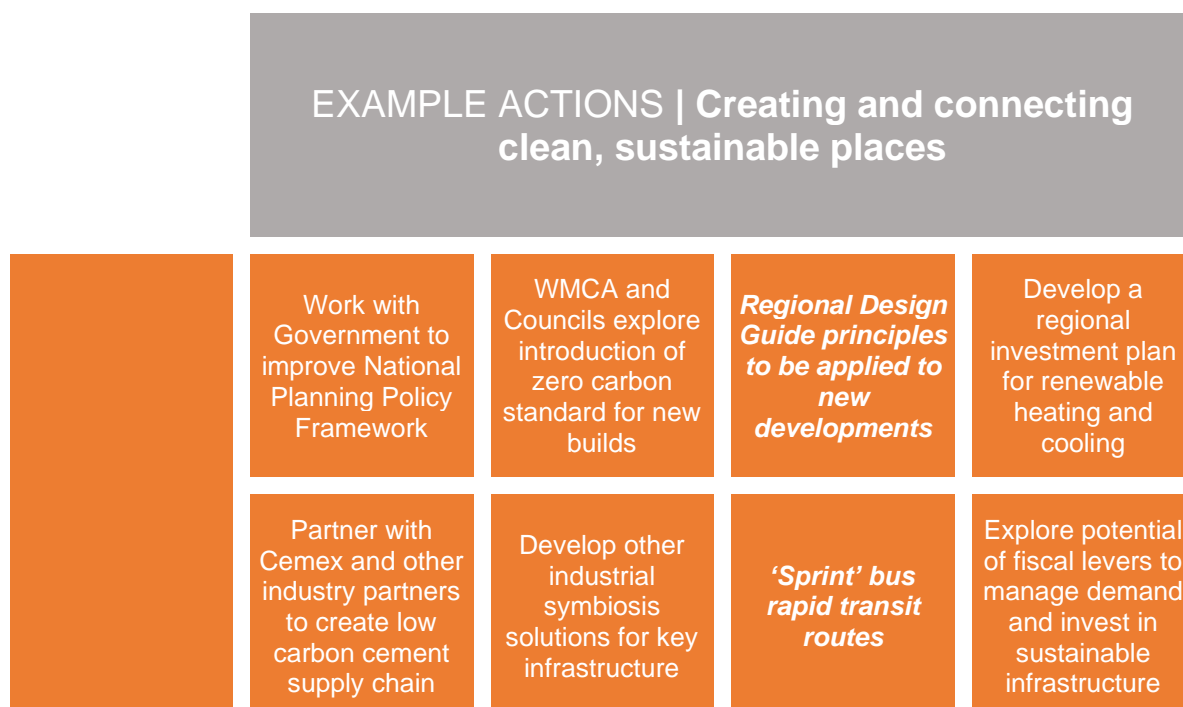 EXAMPLE ACTIONS | Creating and connecting
clean, sustainable places
Work with
Government to
improve National
Planning Policy
Framework
WMCA and
Councils explore
introduction of
zero carbon
standard for new
builds
Regional Design
Guide principles
to be applied to
new
developments
Develop a
regional
investment plan
for renewable
heating and
cooling
Partner with
Cemex and other
industry partners
to create low
carbon cement
supply chain
Develop other
industrial
symbiosis
solutions for key
infrastructure
‘Sprint’ bus
rapid transit
routes
Explore potential
of fiscal levers to
manage demand
and invest in
sustainable
infrastructure